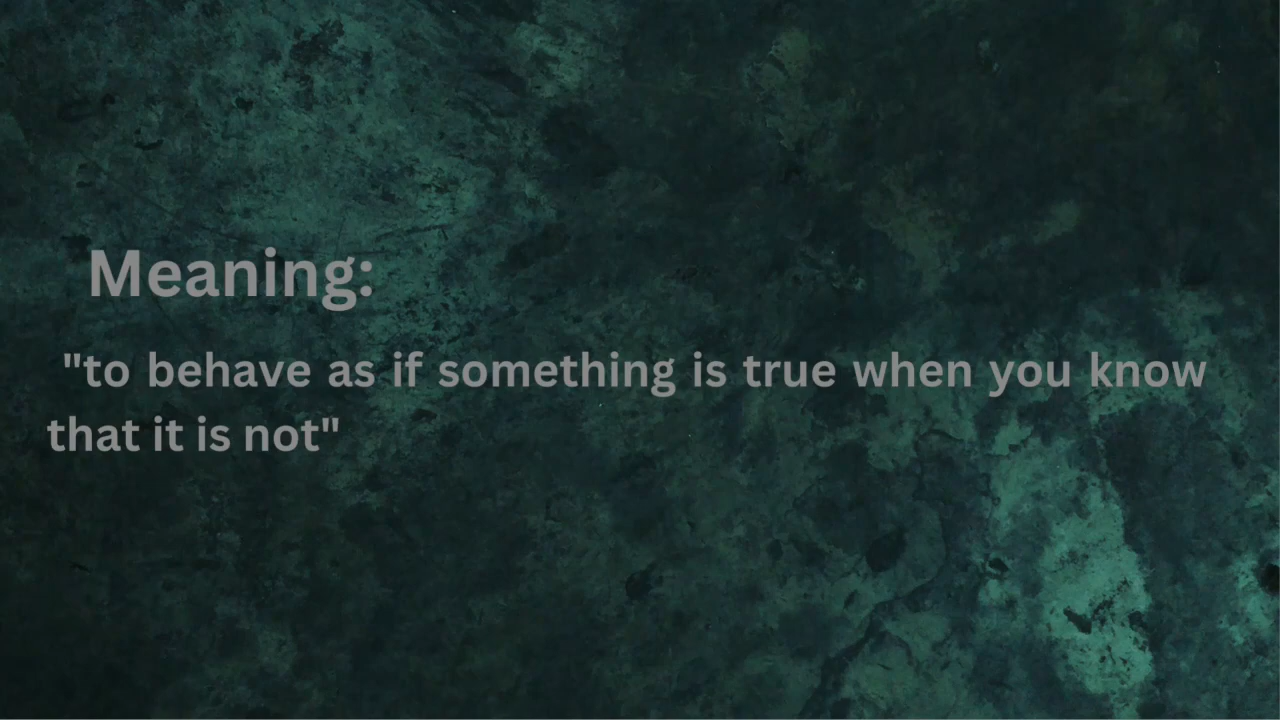 Meaning:
"to behave as if something is true when you know
that it is not"